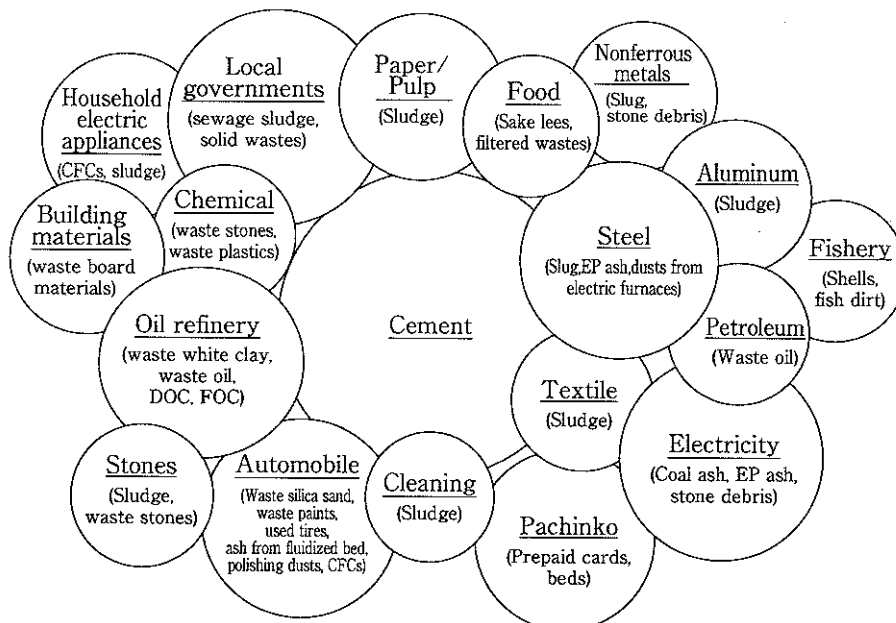 Household
electric
appliances
(CFCs, sludge)
Local
governments
(sewage sludge,
solid wastes)
Paper/
Pulp
(Sludge)
Food
(Sake lees,
filtered wastes)
Nonferrous
metals
(Slug,
stone debris)
Building
materials
(waste board
materials)
Chemical
(waste stones,
waste plastics)
Aluminum
(Sludge)
Steel
(Slug,EP ash,dusts from
electric furnaces)
Fishery
(Shells,
fish dirt)
Oil refinery
(waste white clay,
waste oil,
DOC, FOC)
Cement
Petroleum
(Waste oil)
Textile
(Sludge)
Electricity
(Coal ash, EP ash,
stone debris)
Stones
(Sludge,
waste stones)
Automobile
(Waste silica sand,
waste paints,
used tires,
ash from fluidized bed,
polishing dusts, CFCs)
Cleaning
(Sludge)
Pachinko
(Prepaid cards,
beds)